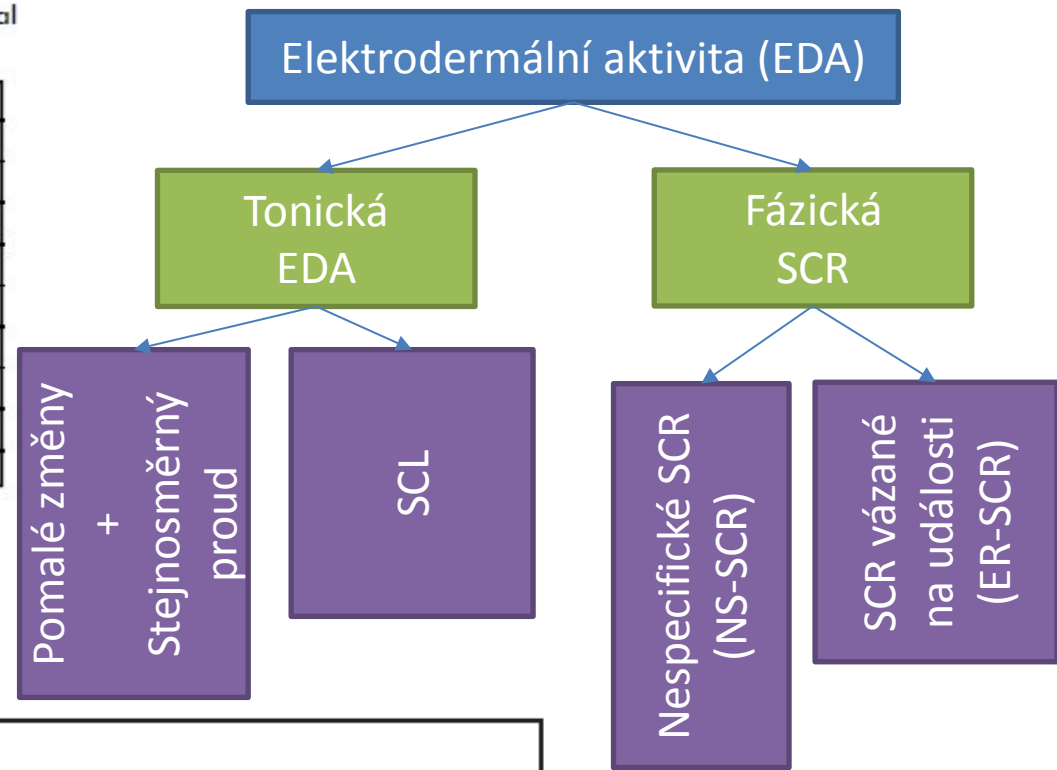 al
Elektrodermální aktivita (EDA)
Tonická
EDA
Fázická
SCR
Pomalé změny
+
Stejnosměrný
proud
SCL
Nespecifické SCR
(NS-SCR)
SCR vázané
na události
(ER-SCR)